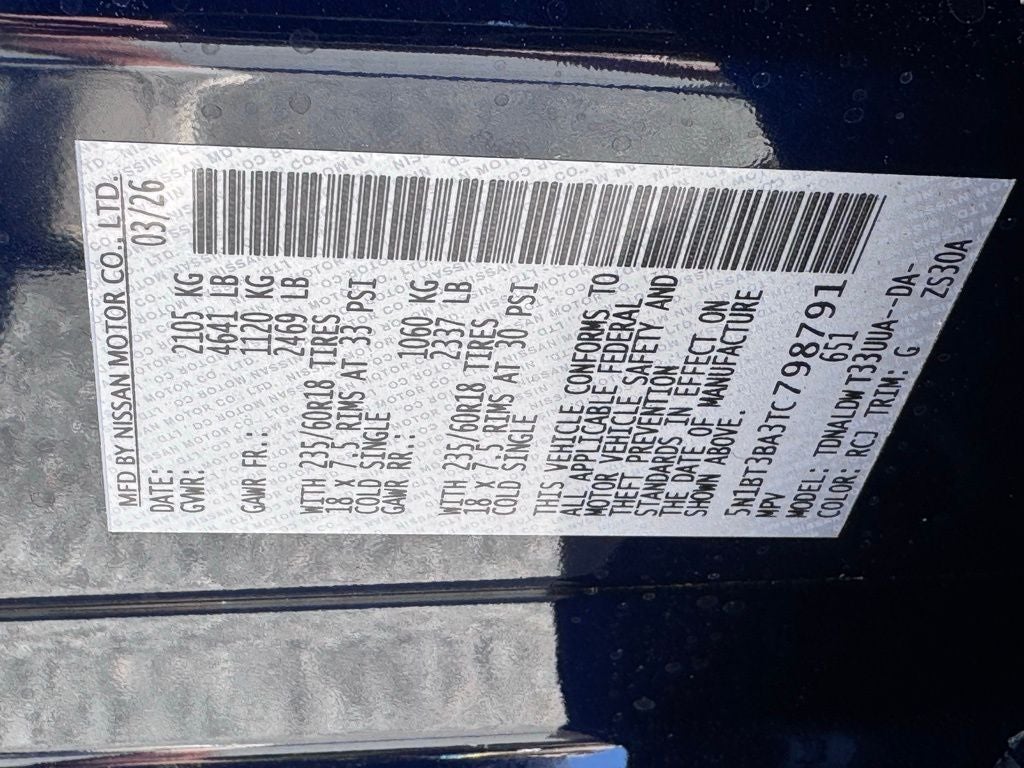 MFD BY NISSAN MOTOR CO., LTD.
DATE: 03/26
GVWR: 2105 KG
4641 LB
GAWR FR.: 1120 KG
2469 LB
WITH 235/60R18 TIRES
18 X 7.5 RIMS AT 33 PSI
COLD SINGLE
GAWR RR.: 1060 KG
2337 LB
WITH 235/60R18 TIRES
18 X 7.5 RIMS AT 30 PSI
COLD SINGLE
THIS VEHICLE CONFORMS TO
ALL APPLICABLE FEDERAL
MOTOR VEHICLE SAFETY AND
THEFT PREVENTION
STANDARDS IN EFFECT ON
THE DATE OF MANUFACTURE
SHOWN ABOVE.
5N1BT3BA3TC798791
MPV 6S1
MODEL: TDNALDWT33UUA--DA-
COLOR: RCJ TRIM: G ZS30A